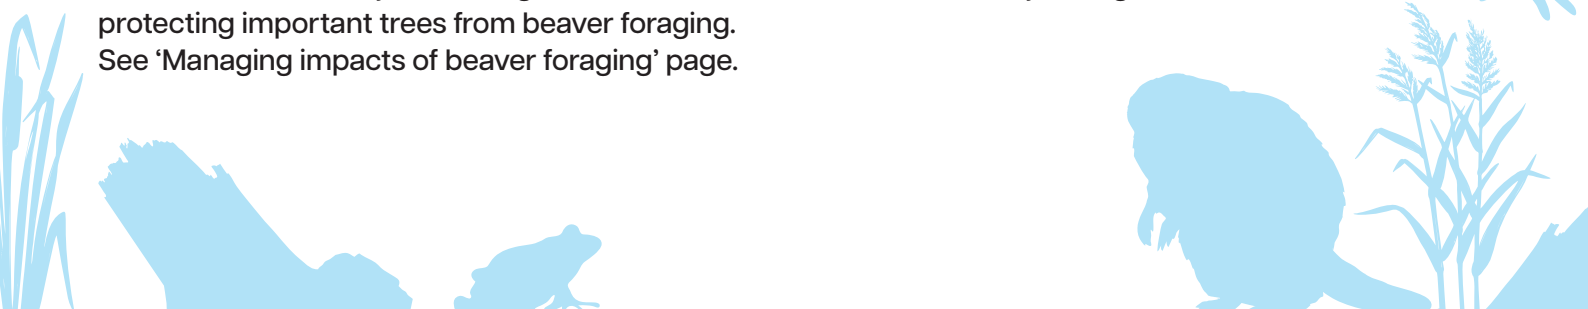 protecting important trees from beaver foraging.
See ‘Managing impacts of beaver foraging’ page.